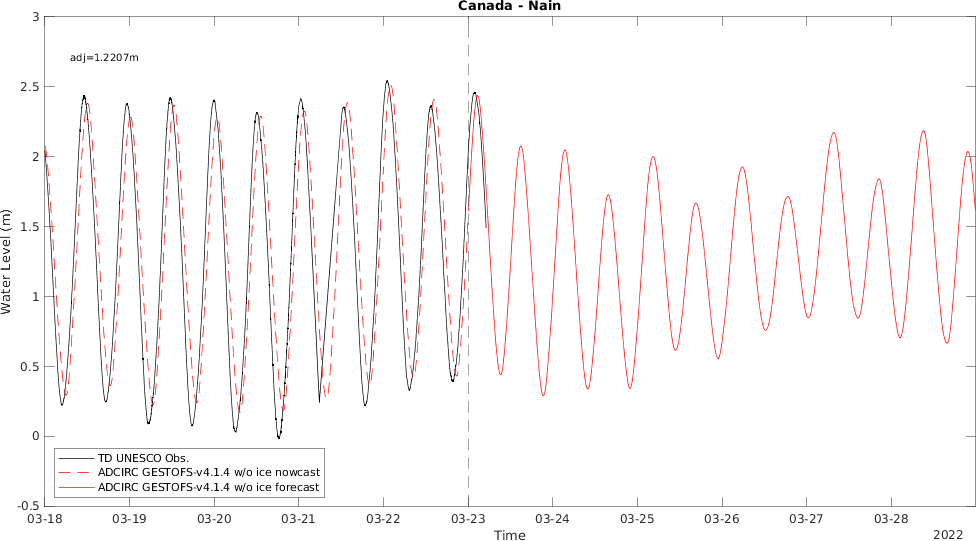 Canada - Nain
adj=1.2207m
Water Level (m)
3
2.5
2
1.5
1
0.5
0
-0.5
TD UNESCO Obs.
ADCIRC GESTOFS-v4.1.4 w/o ice nowcast
ADCIRC GESTOFS-v4.1.4 w/o ice forecast
03-18 03-19 03-20 03-21 03-22 03-23 03-24 03-25 03-26 03-27 03-28
Time
2022